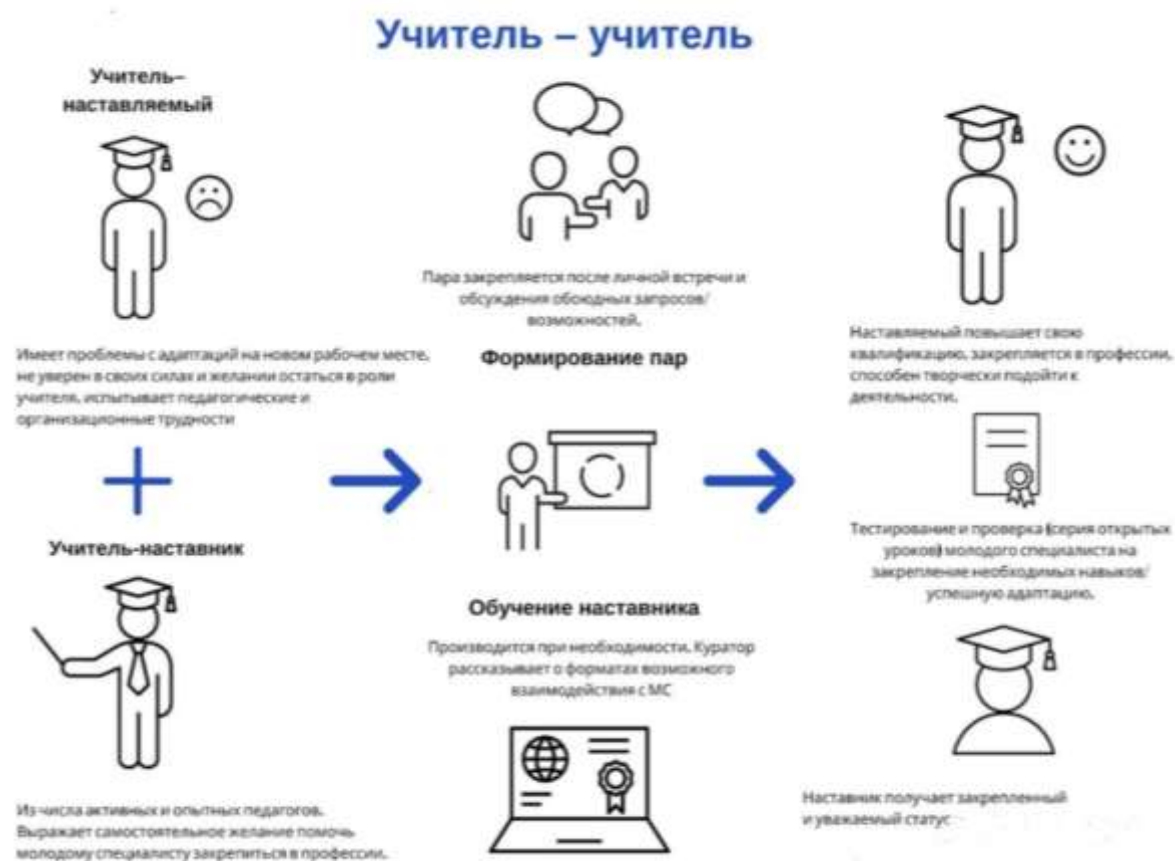 Учитель – учитель
Учитель–
наставляемый
Имеет проблемы с адаптаций на новом рабочем месте,
не уверен в своих силах и желании остаться в роли
учителя, испытывает педагогические и
организационные трудности
Учитель-наставник
Из числа активных и опытных педагогов.
Выражает самостоятельное желание помочь
молодому специалисту закрепиться в профессии.
Пара закрепляется после личной встречи и
обсуждения обоюдных запросов/
возможностей.
Формирование пар
Обучение наставника
Производится при необходимости. Куратор
рассказывает о форматах возможного
взаимодействия с МС
Наставляемый повышает свою
квалификацию, закрепляется в профессии,
способен творчески подойти к
деятельности.
Тестирование и проверка (серия открытых
уроков) молодого специалиста на
закрепление необходимых навыков/
успешную адаптацию.
Наставник получает закрепленный
и уважаемый статус